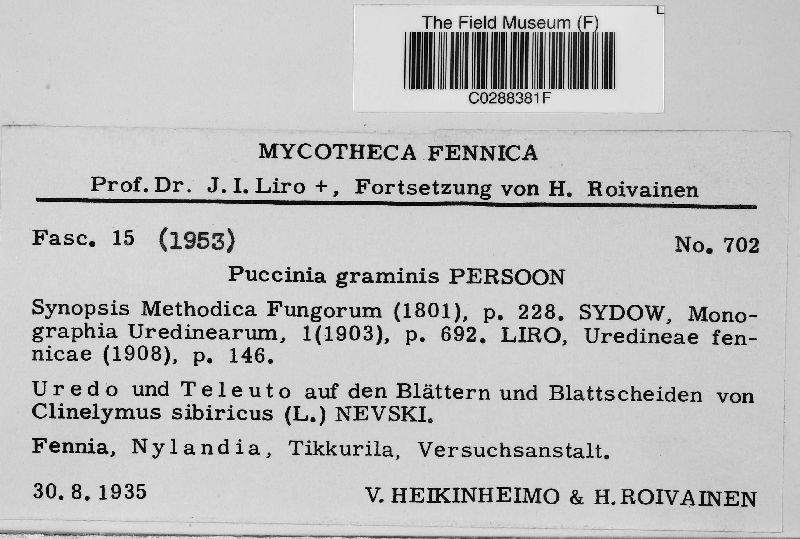 The Field Museum (F)
C0288381F
MYCOTHECA FENNICA
Prof. Dr. J. I. Liro +, Fortsetzung von H. Roivainen
Fasc. 15 (1953) No. 702
Puccinia graminis PERSOON
Synopsis Methodica Fungorum (1801), p. 228. SYDOW, Mono-
graphia Uredinearum, 1(1903), p. 692. LIRO, Uredineae fen-
nicae (1908), p. 146.
Uredo und Teleuto auf den Blättern und Blattscheiden von
Clinelymus sibiricus (L.) NEVSKI.
Fennia, Nylandia, Tikkurila, Versuchsanstalt.
30. 8. 1935 V. HEIKINHEIMO & H. ROIVAINEN